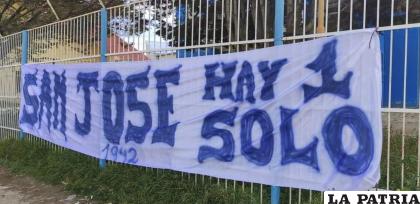 SAN JOSE HAY 1
SOLO
1942
LA PATRIA